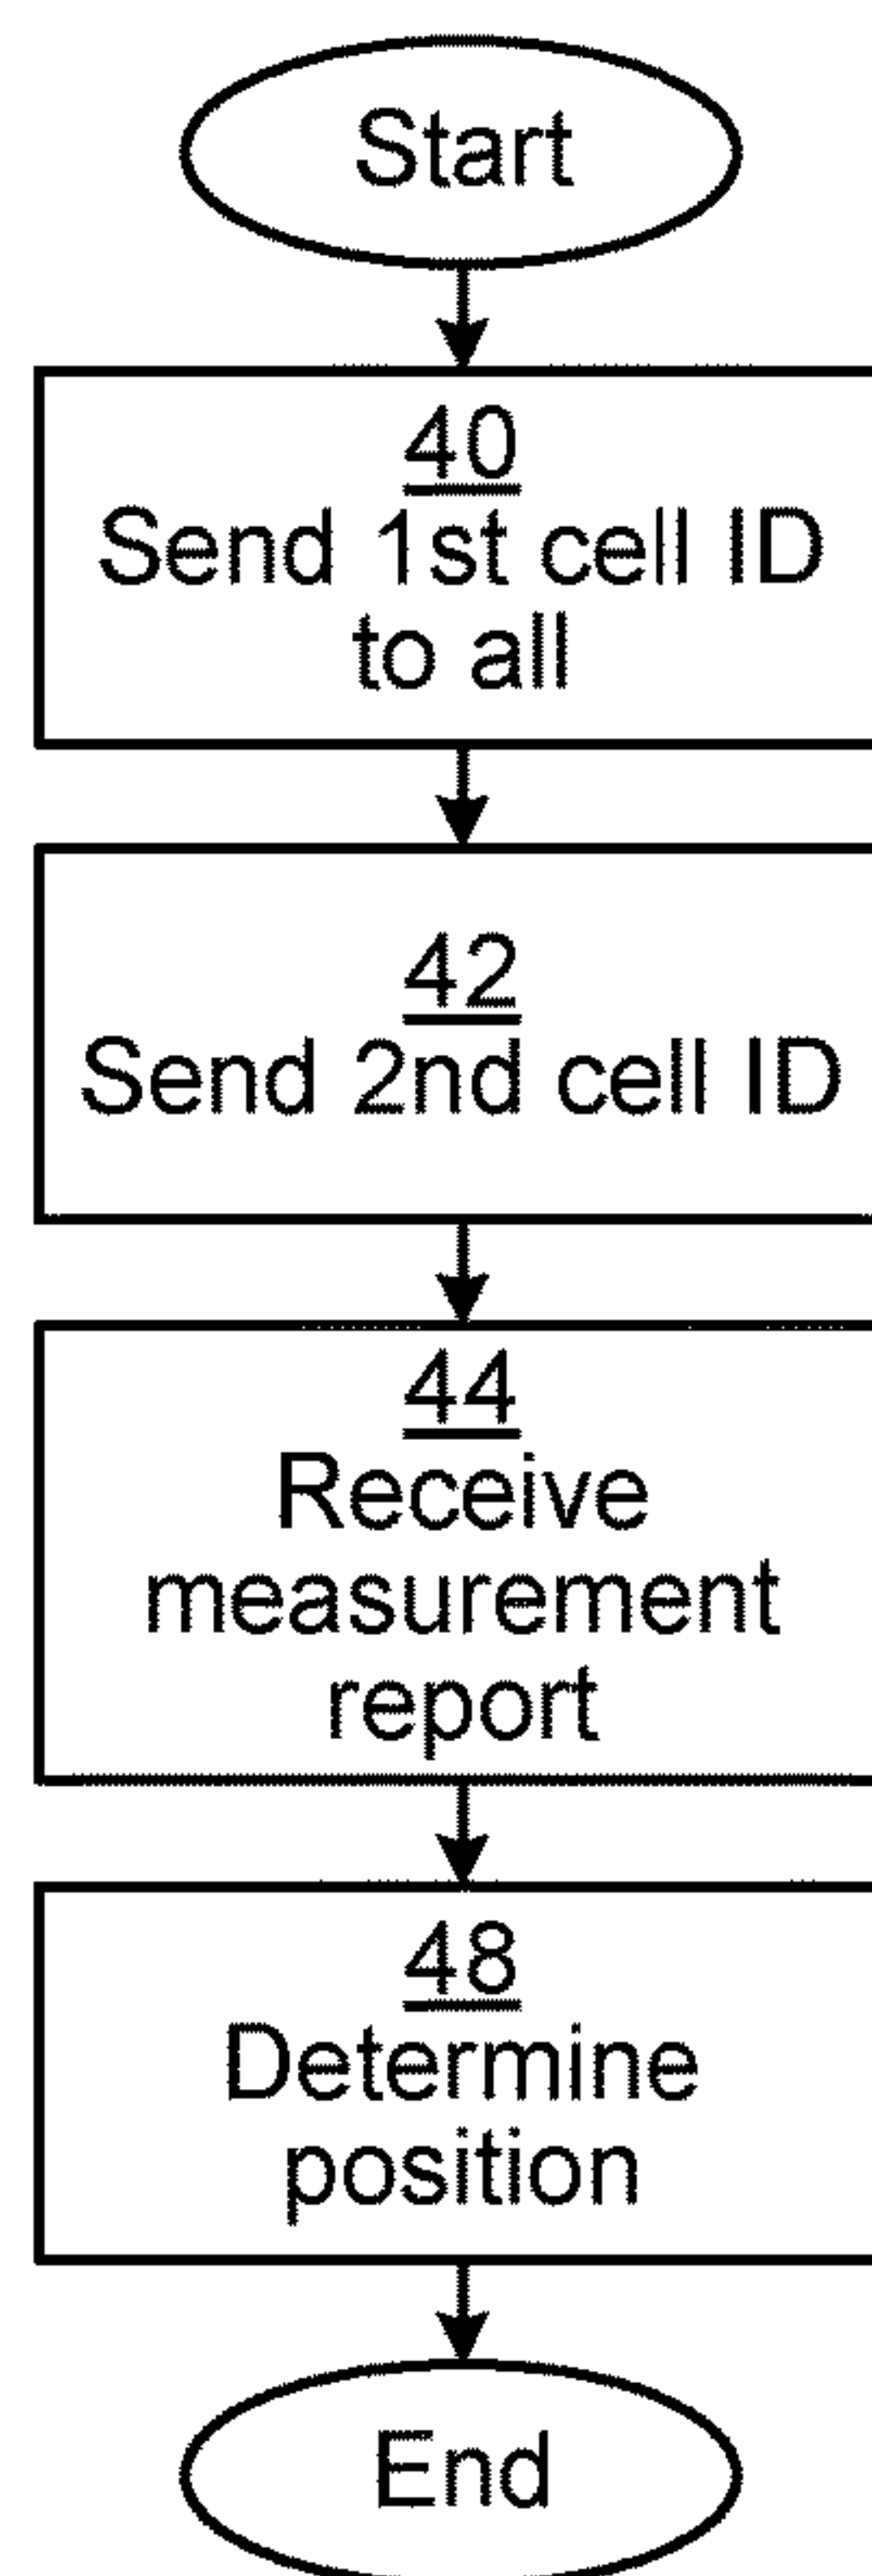 Start
40
Send 1st cell ID
to all
42
Send 2nd cell ID
44
Receive
measurement
report
48
Determine
position
End